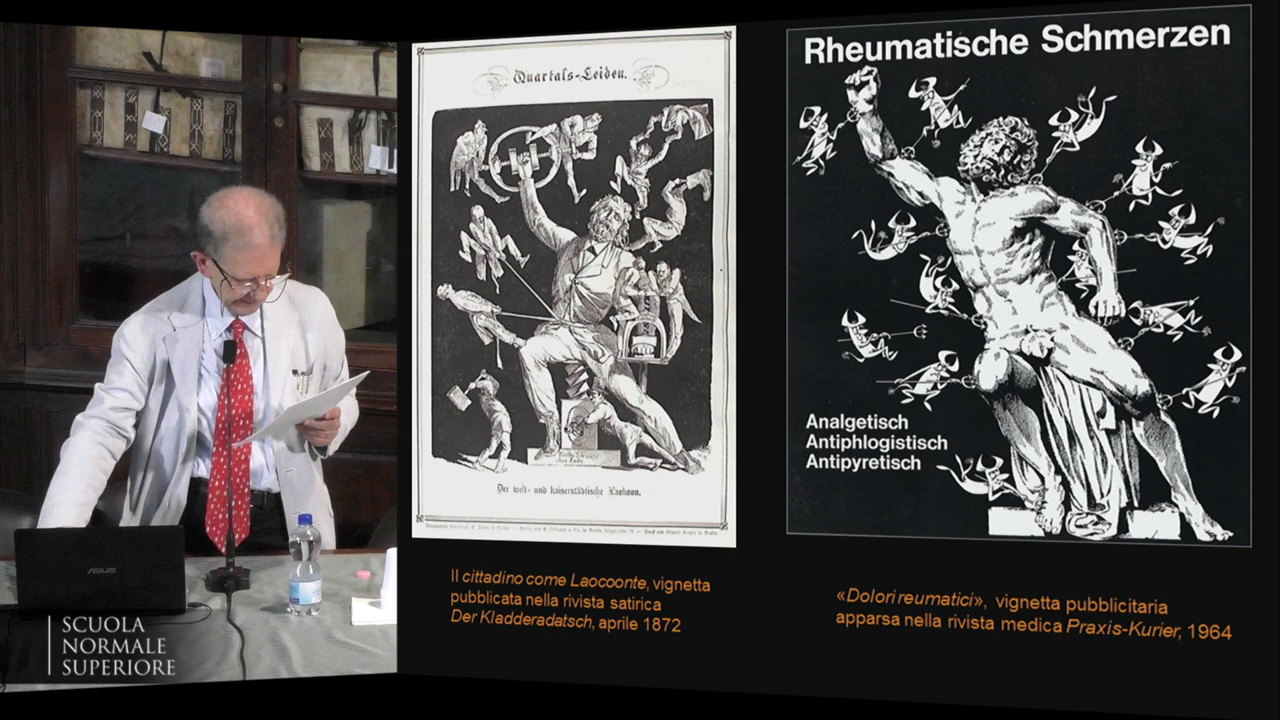 Quartals-Leiden.
Der welt- und kaiserstädtische Laokoon.
Rheumatische Schmerzen
Analgetisch
Antiphlogistisch
Antipyretisch
Il cittadino come Laocoonte, vignetta
pubblicata nella rivista satirica
Der Kladderadatsch, aprile 1872
«Dolori reumatici», vignetta pubblicitaria
apparsa nella rivista medica Praxis-Kurier, 1964
ASUS
SCUOLA
NORMALE
SUPERIORE